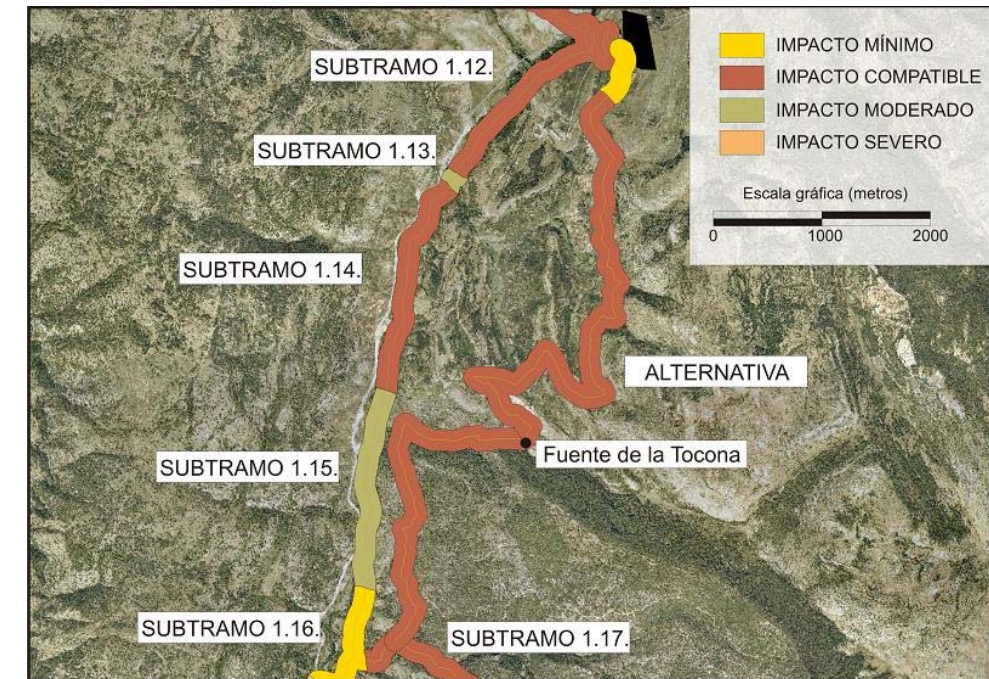 SUBTRAMO 1.12.
SUBTRAMO 1.13.
SUBTRAMO 1.14.
SUBTRAMO 1.15.
SUBTRAMO 1.16.
SUBTRAMO 1.17.
ALTERNATIVA
Fuente de la Tocona
IMPACTO MÍNIMO
IMPACTO COMPATIBLE
IMPACTO MODERADO
IMPACTO SEVERO
Escala gráfica (metros)
0 1000 2000